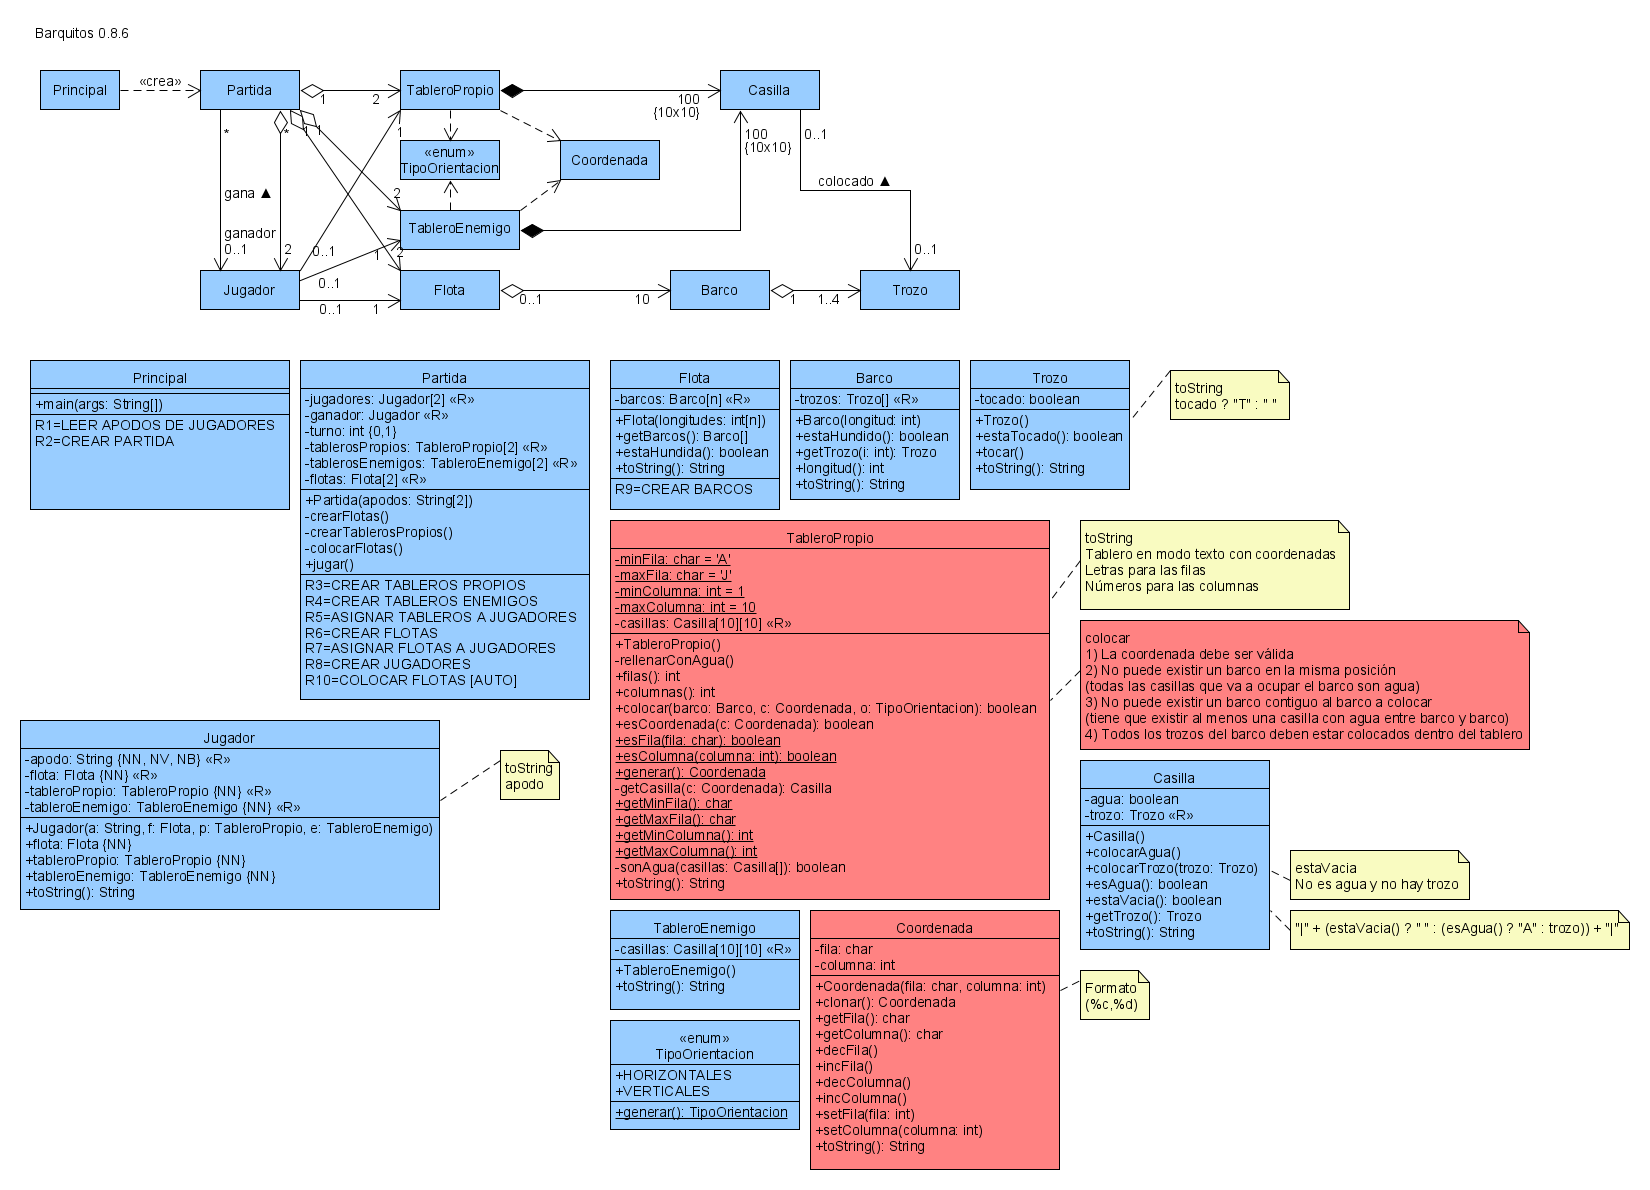 Barquitos 0.8.6
Principal
«crea»
Partida
1
2
TableroPropio
100
{10x10}
Casilla
*
*
1
1
1
«enum»
TipoOrientacion
Coordenada
100
{10x10}
0..1
colocado ▲
gana ▲
2
ganador
0..1
2
0..1
TableroEnemigo
1
2
0..1
0..1
Jugador
0..1
1
Flota
0..1
10
Barco
1
1..4
Trozo
Principal
+main(args: String[])
R1=LEER APODOS DE JUGADORES
R2=CREAR PARTIDA
Partida
-jugadores: Jugador[2] «R»
-ganador: Jugador «R»
-turno: int {0,1}
-tablerosPropios: TableroPropio[2] «R»
-tablerosEnemigos: TableroEnemigo[2] «R»
-flotas: Flota[2] «R»
+Partida(apodos: String[2])
-crearFlotas()
-crearTablerosPropios()
-colocarFlotas()
+jugar()
R3=CREAR TABLEROS PROPIOS
R4=CREAR TABLEROS ENEMIGOS
R5=ASIGNAR TABLEROS A JUGADORES
R6=CREAR FLOTAS
R7=ASIGNAR FLOTAS A JUGADORES
R8=CREAR JUGADORES
R10=COLOCAR FLOTAS [AUTO]
Flota
-barcos: Barco[n] «R»
+Flota(longitudes: int[n])
+getBarcos(): Barco[]
+estaHundida(): boolean
+toString(): String
R9=CREAR BARCOS
Barco
-trozos: Trozo[] «R»
+Barco(longitud: int)
+estaHundido(): boolean
+getTrozo(i: int): Trozo
+longitud(): int
+toString(): String
Trozo
-tocado: boolean
+Trozo()
+estaTocado(): boolean
+tocar()
+toString(): String
toString
tocado ? "T" : " "
TableroPropio
-minFila: char = 'A'
-maxFila: char = 'J'
-minColumna: int = 1
-maxColumna: int = 10
-casillas: Casilla[10][10] «R»
+TableroPropio()
-rellenarConAgua()
+filas(): int
+columnas(): int
+colocar(barco: Barco, c: Coordenada, o: TipoOrientacion): boolean
+esCoordenada(c: Coordenada): boolean
+esFila(fila: char): boolean
+esColumna(columna: int): boolean
+generar(): Coordenada
-getCasilla(c: Coordenada): Casilla
+getMinFila(): char
+getMaxFila(): char
+getMinColumna(): int
+getMaxColumna(): int
-sonAgua(casillas: Casilla[]): boolean
+toString(): String
toString
Tablero en modo texto con coordenadas
Letras para las filas
Números para las columnas
colocar
1) La coordenada debe ser válida
2) No puede existir un barco en la misma posición
(todas las casillas que va a ocupar el barco son agua)
3) No puede existir un barco contiguo al barco a colocar
(tiene que existir al menos una casilla con agua entre barco y barco)
4) Todos los trozos del barco deben estar colocados dentro del tablero
Jugador
-apodo: String {NN, NV, NB} «R»
-flota: Flota {NN} «R»
-tableroPropio: TableroPropio {NN} «R»
-tableroEnemigo: TableroEnemigo {NN} «R»
+Jugador(a: String, f: Flota, p: TableroPropio, e: TableroEnemigo)
+flota: Flota {NN}
+tableroPropio: TableroPropio {NN}
+tableroEnemigo: TableroEnemigo {NN}
+toString(): String
toString
apodo
Casilla
-agua: boolean
-trozo: Trozo «R»
+Casilla()
+colocarAgua()
+colocarTrozo(trozo: Trozo)
+esAgua(): boolean
+estaVacia(): boolean
+getTrozo(): Trozo
+toString(): String
estaVacia
No es agua y no hay trozo
"|" + (estaVacia() ? " " : (esAgua() ? "A" : trozo)) + "|"
TableroEnemigo
-casillas: Casilla[10][10] «R»
+TableroEnemigo()
+toString(): String
«enum»
TipoOrientacion
+HORIZONTALES
+VERTICALES
+generar(): TipoOrientacion
Coordenada
-fila: char
-columna: int
+Coordenada(fila: char, columna: int)
+clonar(): Coordenada
+getFila(): char
+getColumna(): char
+decFila()
+incFila()
+decColumna()
+incColumna()
+setFila(fila: int)
+setColumna(columna: int)
+toString(): String
Formato
(%c,%d)